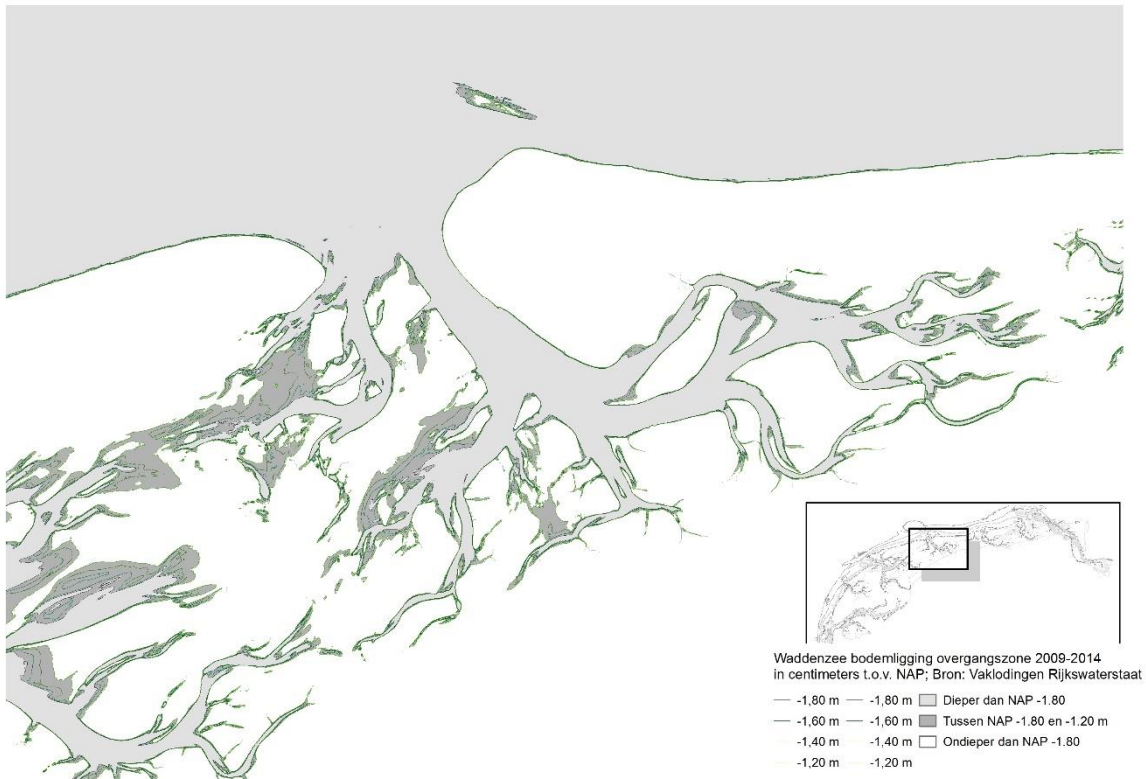 Waddenzee bodemligging overgangszone 2009-2014
in centimeters t.o.v. NAP; Bron: Vaklodingen Rijkswaterstaat
-1,80 m -1,80 m Dieper dan NAP -1.80
-1,60 m -1,60 m Tussen NAP -1.80 en -1.20 m
-1,40 m -1,40 m Ondieper dan NAP -1.80
-1,20 m -1,20 m